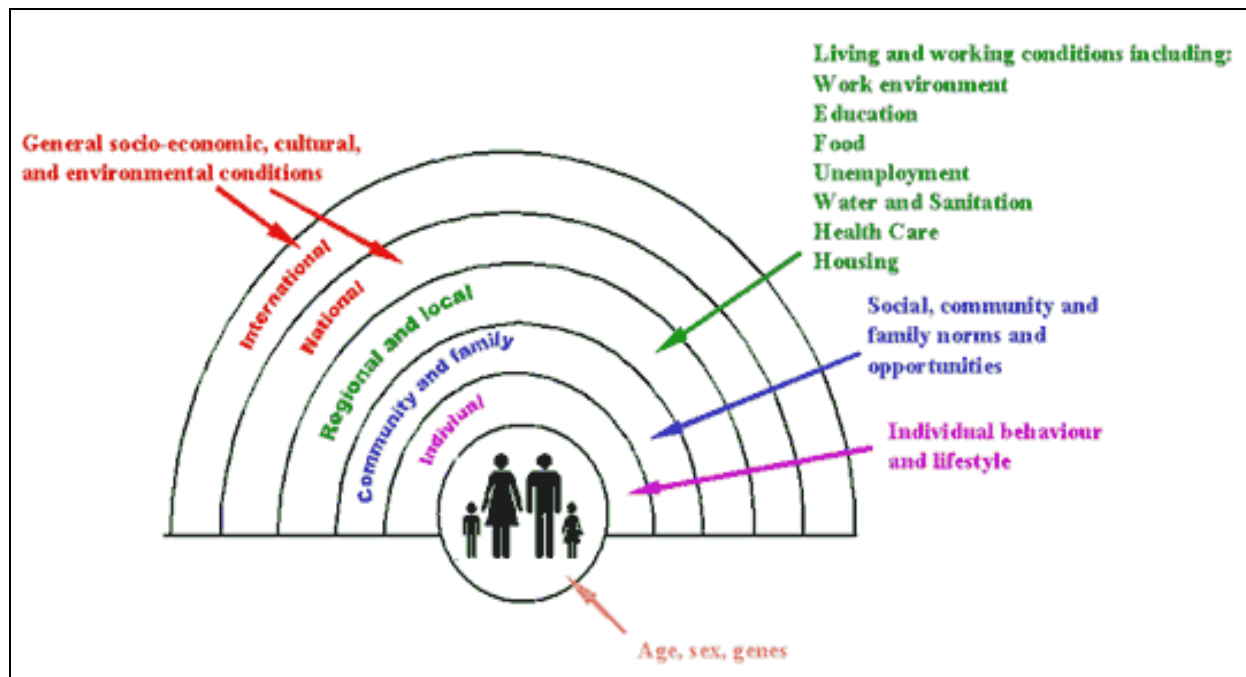 Living and working conditions including:
Work environment
Education
Food
Unemployment
Water and Sanitation
Health Care
Housing
General socio-economic, cultural,
and environmental conditions
International
National
Regional and local
Community and family
Indiviual
Social, community and
family norms and
opportunities
Individual behaviour
and lifestyle
Age, sex, genes